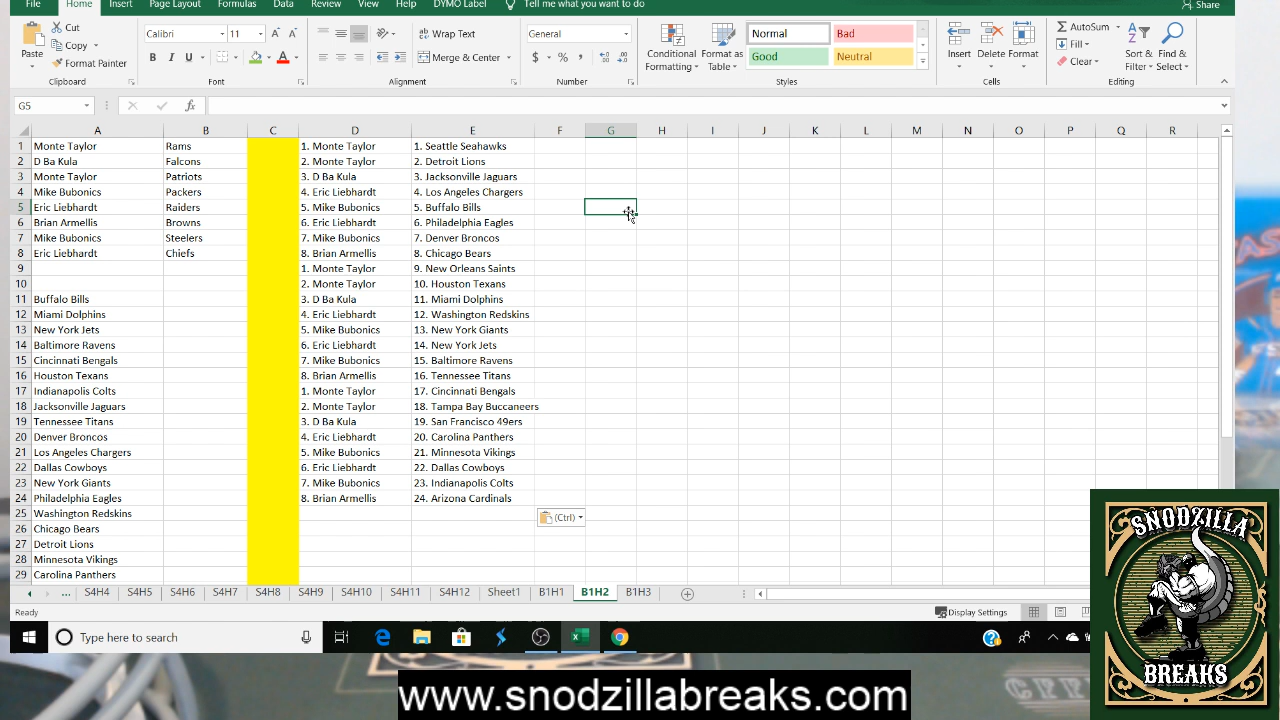 File Home Insert Page Layout Formulas Data Review View Help DYMO Label Tell me what you want to do Share
Paste Cut Calibri 11 Wrap Text General Conditional Formatting Format as Table Normal Bad Insert Delete Format AutoSum Sort & Filter Find & Select
Copy Fill
Format Painter B I U Merge & Center $ % Good Neutral Clear
Clipboard Font Alignment Number Styles Cells Editing
G5 fx
A B C D E F G H I J K L M N O P Q R
1 Monte Taylor Rams 1. Monte Taylor 1. Seattle Seahawks
2 D Ba Kula Falcons 2. Monte Taylor 2. Detroit Lions
3 Monte Taylor Patriots 3. D Ba Kula 3. Jacksonville Jaguars
4 Mike Bubonics Packers 4. Eric Liebhardt 4. Los Angeles Chargers
5 Eric Liebhardt Raiders 5. Mike Bubonics 5. Buffalo Bills
6 Brian Armellis Browns 6. Eric Liebhardt 6. Philadelphia Eagles
7 Mike Bubonics Steelers 7. Mike Bubonics 7. Denver Broncos
8 Eric Liebhardt Chiefs 8. Brian Armellis 8. Chicago Bears
9 1. Monte Taylor 9. New Orleans Saints
10 2. Monte Taylor 10. Houston Texans
11 Buffalo Bills 3. D Ba Kula 11. Miami Dolphins
12 Miami Dolphins 4. Eric Liebhardt 12. Washington Redskins
13 New York Jets 5. Mike Bubonics 13. New York Giants
14 Baltimore Ravens 6. Eric Liebhardt 14. New York Jets
15 Cincinnati Bengals 7. Mike Bubonics 15. Baltimore Ravens
16 Houston Texans 8. Brian Armellis 16. Tennessee Titans
17 Indianapolis Colts 1. Monte Taylor 17. Cincinnati Bengals
18 Jacksonville Jaguars 2. Monte Taylor 18. Tampa Bay Buccaneers
19 Tennessee Titans 3. D Ba Kula 19. San Francisco 49ers
20 Denver Broncos 4. Eric Liebhardt 20. Carolina Panthers
21 Los Angeles Chargers 5. Mike Bubonics 21. Minnesota Vikings
22 Dallas Cowboys 6. Eric Liebhardt 22. Dallas Cowboys
23 New York Giants 7. Mike Bubonics 23. Indianapolis Colts
24 Philadelphia Eagles 8. Brian Armellis 24. Arizona Cardinals
25 Washington Redskins (Ctrl)
26 Chicago Bears
27 Detroit Lions
28 Minnesota Vikings
29 Carolina Panthers
... S4H4 S4H5 S4H6 S4H7 S4H8 S4H9 S4H11 S4H12 Sheet1 B1H1 B1H2 B1H3
Ready Display Settings
Type here to search
SNODZILLA
BREAKS
www.snodzillabreaks.com